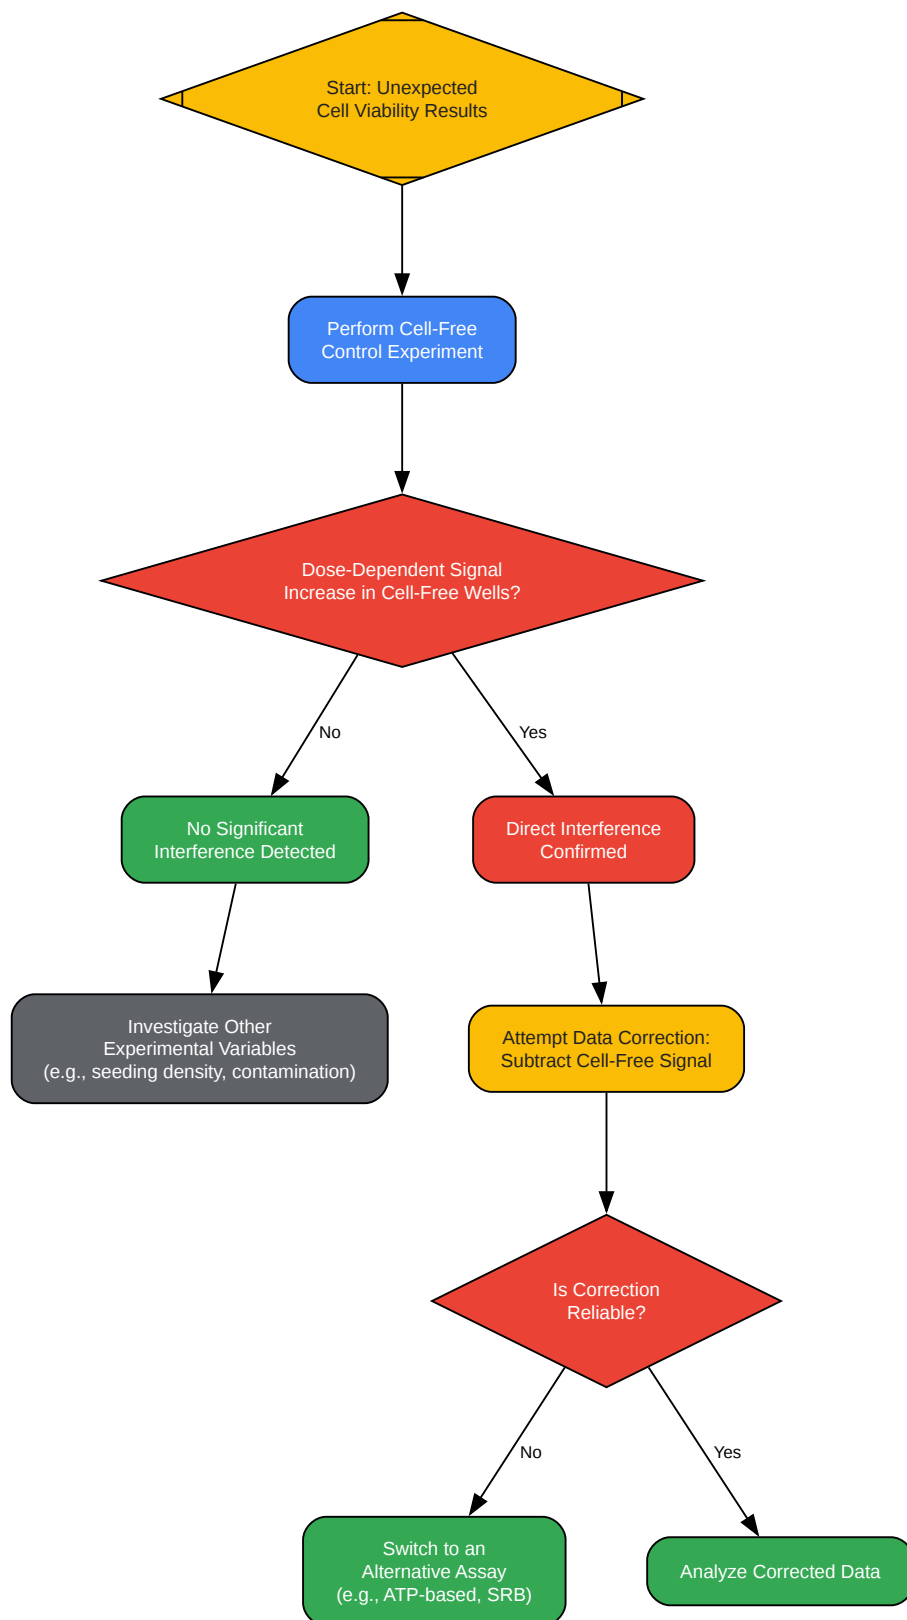 Start: Unexpected
Cell Viability Results
Perform Cell-Free
Control Experiment
Dose-Dependent Signal
Increase in Cell-Free Wells?
No
Yes
No Significant
Interference Detected
Direct Interference
Confirmed
Investigate Other
Experimental Variables
(e.g., seeding density, contamination)
Attempt Data Correction:
Subtract Cell-Free Signal
Is Correction
Reliable?
No
Yes
Switch to an
Alternative Assay
(e.g., ATP-based, SRB)
Analyze Corrected Data